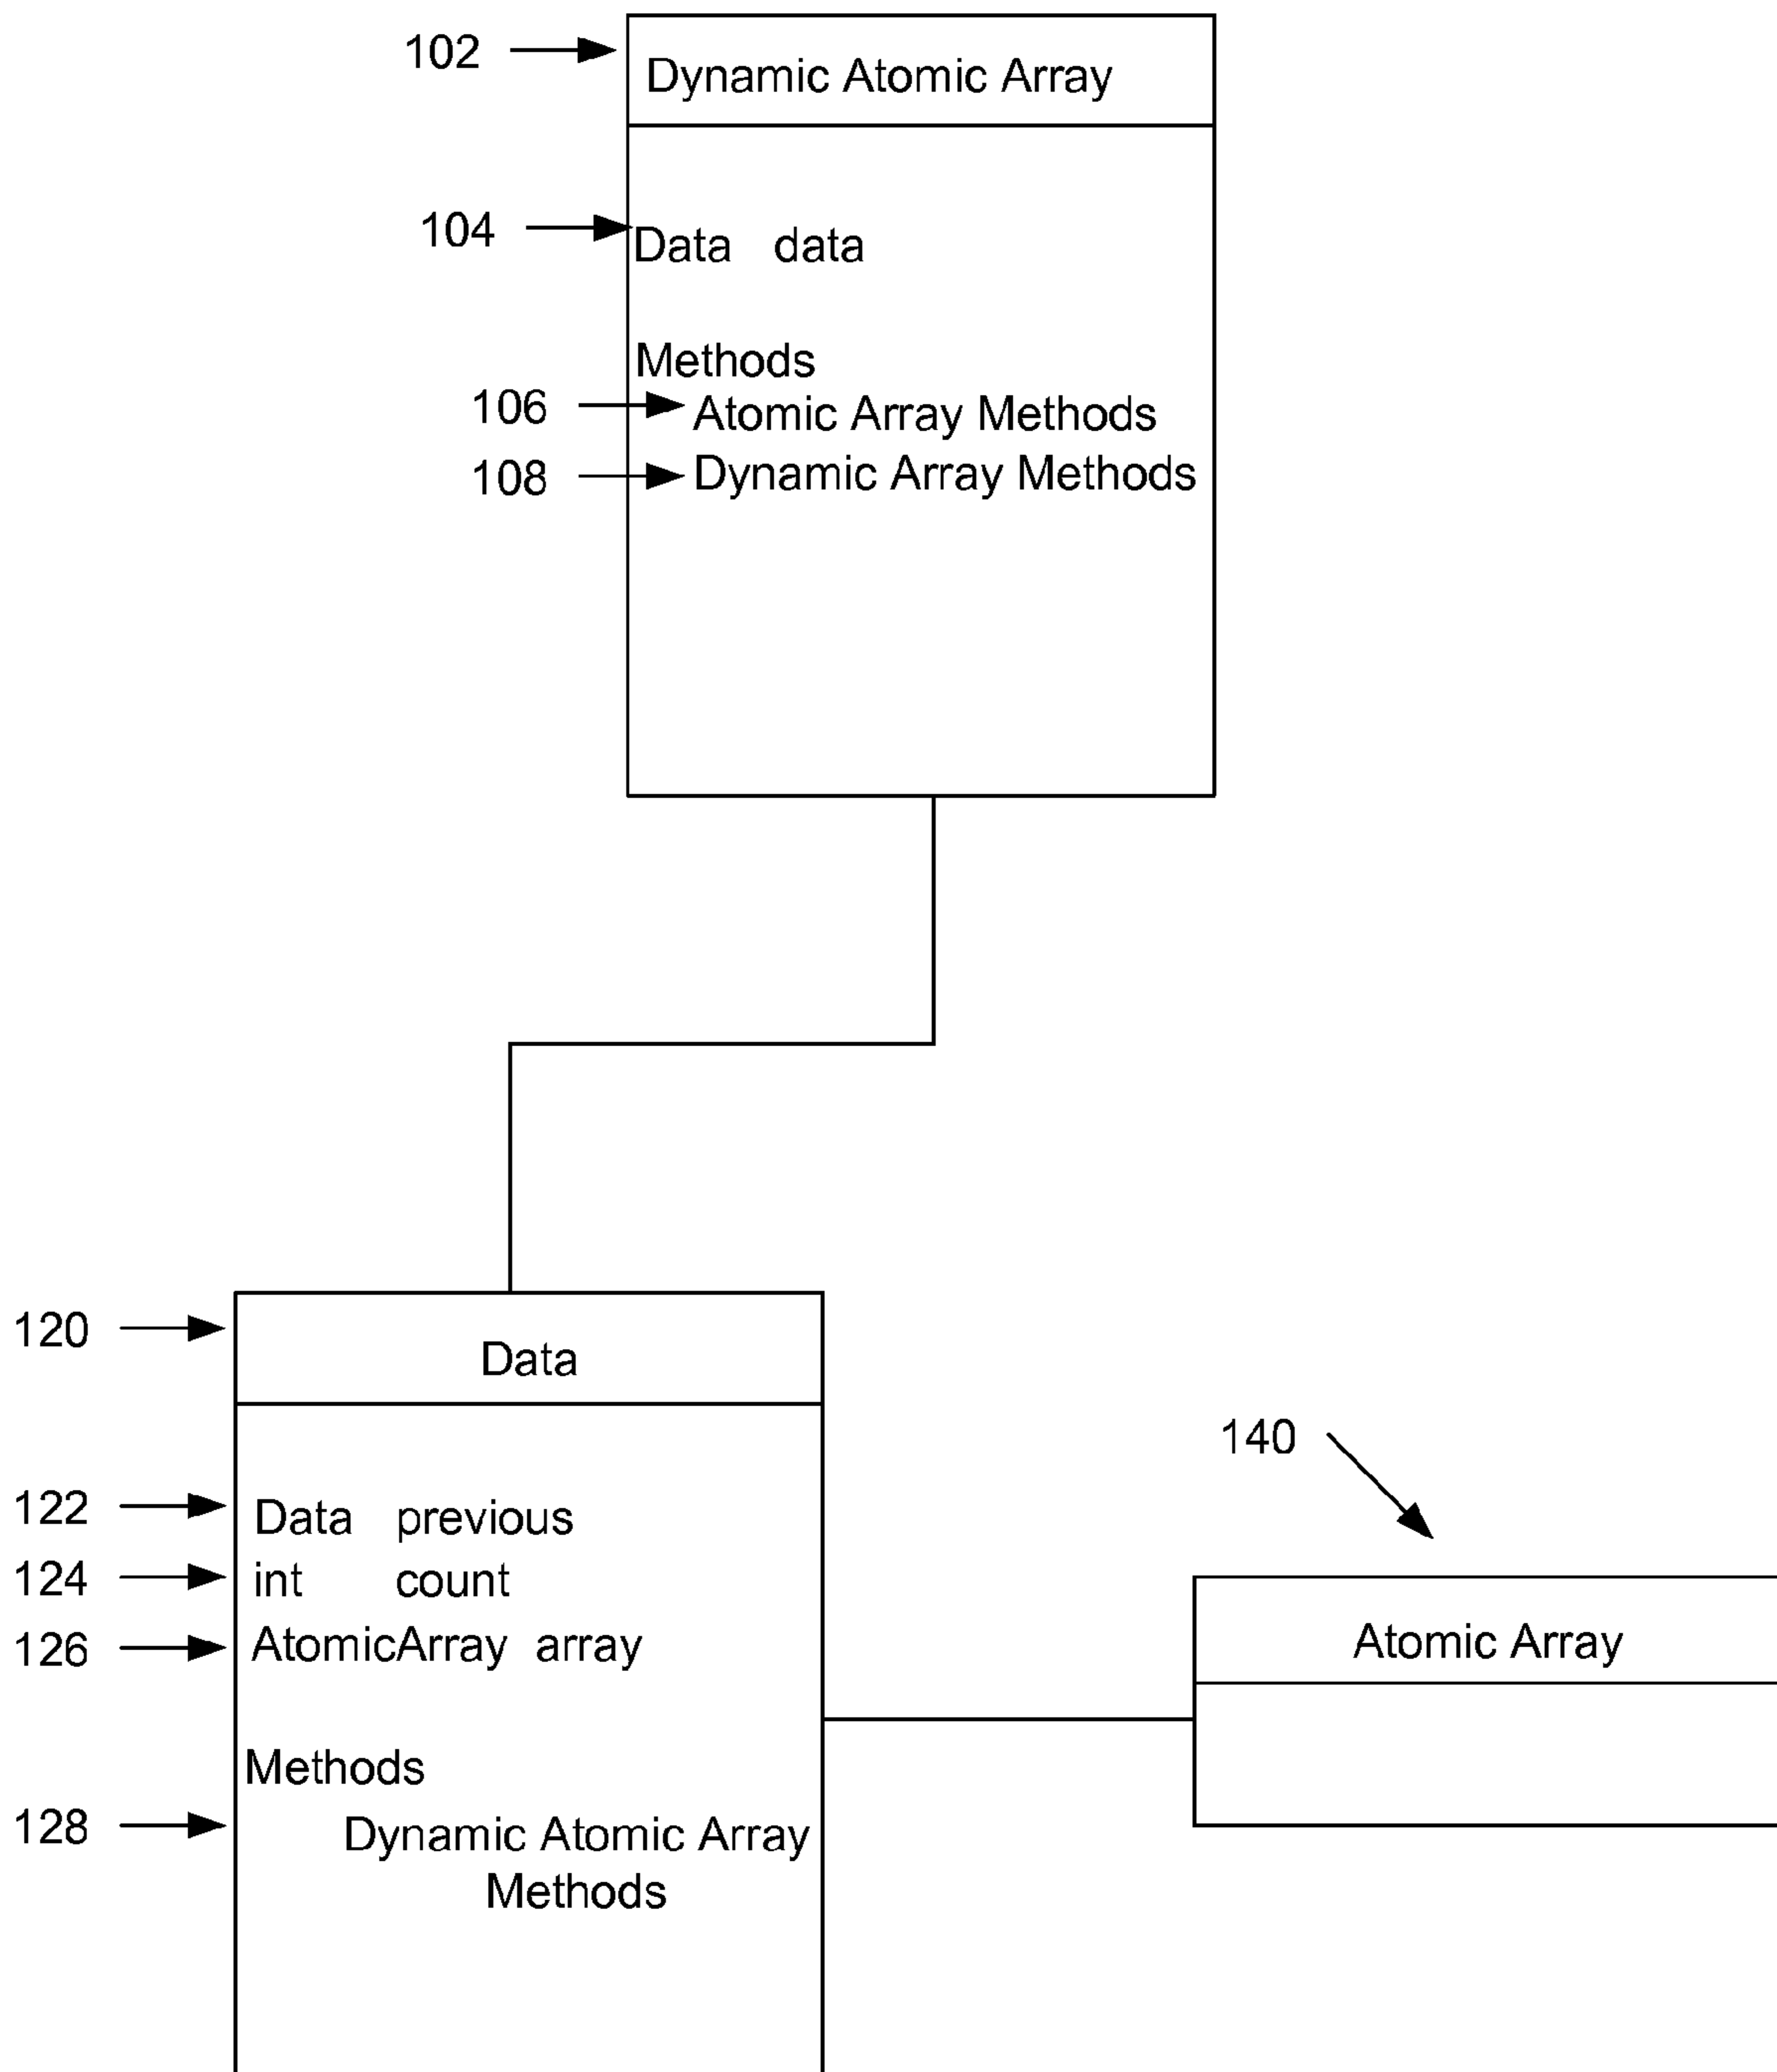 102
Dynamic Atomic Array
104
Data data
Methods
106
Atomic Array Methods
108
Dynamic Array Methods
120
Data
140
122
Data previous
124
int count
126
AtomicArray array
Atomic Array
Methods
128
Dynamic Atomic Array
Methods